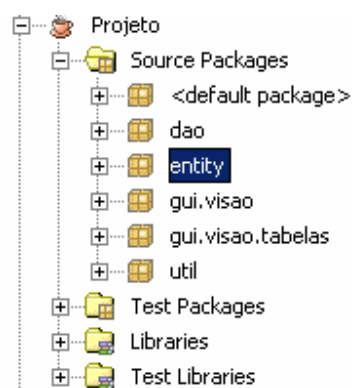 Projeto
Source Packages
<default package>
dao
entity
gui.visao
gui.visao.tabelas
util
Test Packages
Libraries
Test Libraries